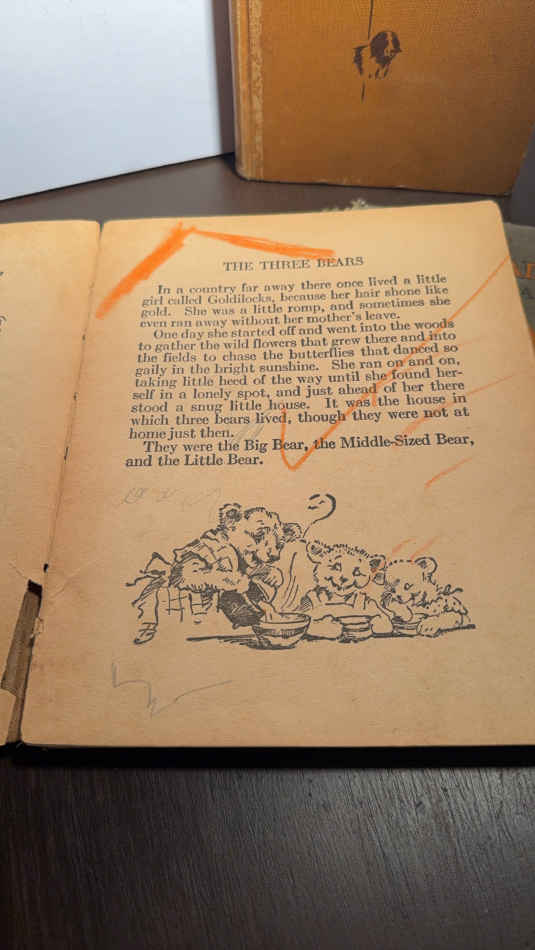 THE THREE BEARS
In a country far away there once lived a little
girl called Goldilocks, because her hair shone like
gold. She was a little romp, and sometimes she
even ran away without her mother's leave.
One day she started off and went into the woods
to gather the wild flowers that grew there and into
the fields to chase the butterflies that danced so
gaily in the bright sunshine. She ran on and on,
taking little heed of the way until she found her-
self in a lonely spot, and just ahead of her there
stood a snug little house. It was the house in
which three bears lived, though they were not at
home just then.
They were the Big Bear, the Middle-Sized Bear,
and the Little Bear.